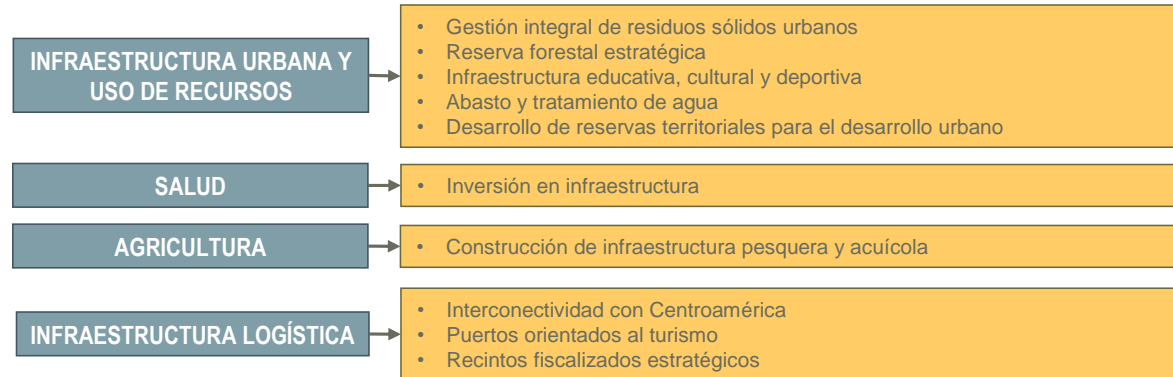 INFRAESTRUCTURA URBANA Y
USO DE RECURSOS
• Gestión integral de residuos sólidos urbanos
• Reserva forestal estratégica
• Infraestructura educativa, cultural y deportiva
• Abasto y tratamiento de agua
• Desarrollo de reservas territoriales para el desarrollo urbano
SALUD
• Inversión en infraestructura
AGRICULTURA
• Construcción de infraestructura pesquera y acuícola
INFRAESTRUCTURA LOGÍSTICA
• Interconectividad con Centroamérica
• Puertos orientados al turismo
• Recintos fiscalizados estratégicos